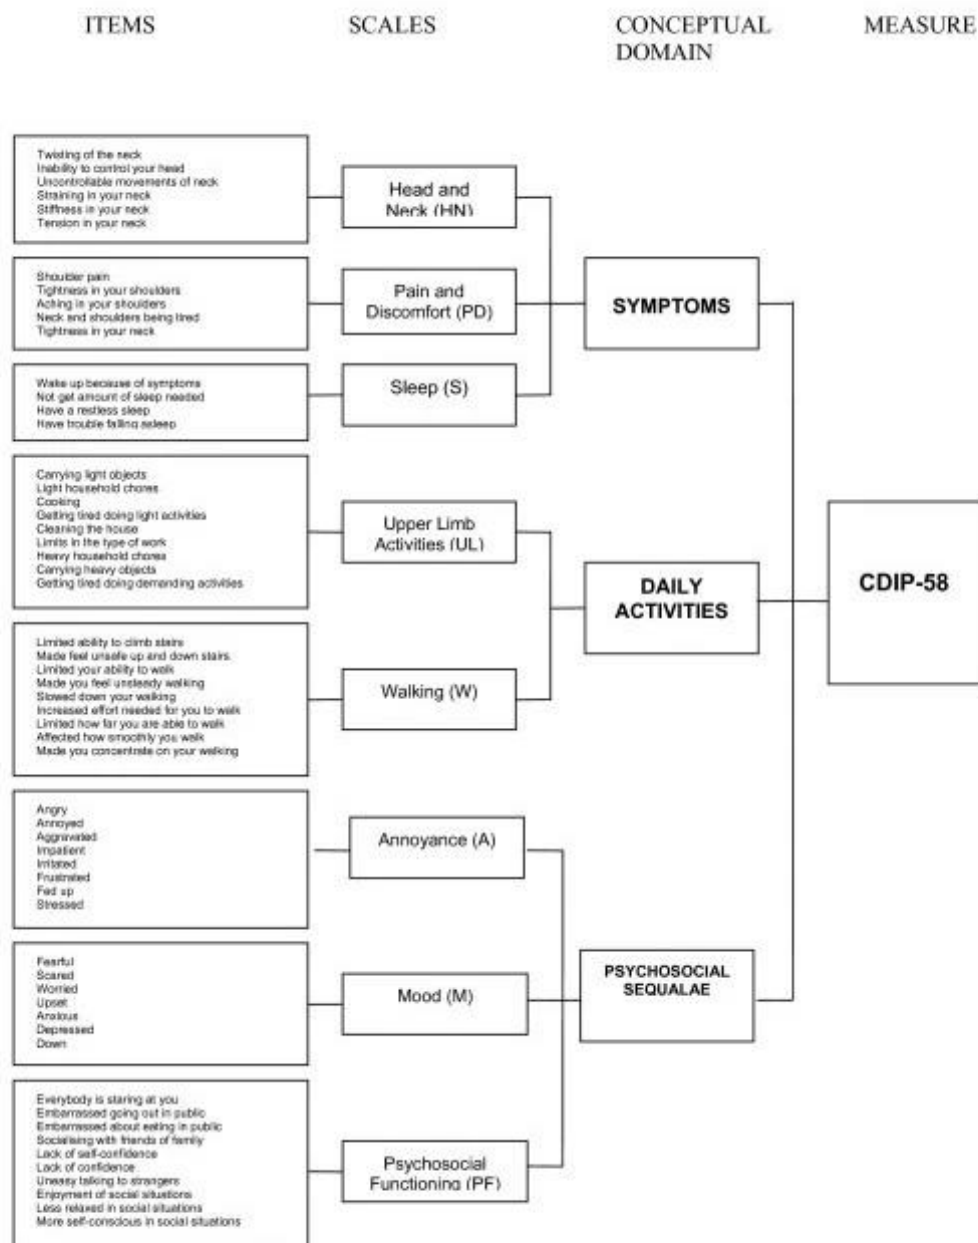 ITEMS
SCALES
CONCEPTUAL
DOMAIN
MEASURE
Twisting of the neck
Inability to control your head
Uncontrollable movements of neck
Straining in your neck
Stiffness in your neck
Tension in your neck
Head and
Neck (HN)
Shoulder pain
Tightness in your shoulders
Aching in your shoulders
Neck and shoulders being tired
Tightness in your neck
Pain and
Discomfort (PD)
SYMPTOMS
Wake up because of symptoms
Not get amount of sleep needed
Have a restless sleep
Have trouble falling asleep
Sleep (S)
Carrying light objects
Light household chores
Cooking
Getting tired doing light activities
Cleaning the house
Limits in the type of work
Heavy household chores
Carrying heavy objects
Getting tired doing demanding activities
Upper Limb
Activities (UL)
DAILY
ACTIVITIES
CDIP-58
Limited ability to climb stairs
Made feel unsafe up and down stairs
Limited your ability to walk
Made you feel unsteady walking
Slowed down your walking
Increased effort needed for you to walk
Limited how far you are able to walk
Affected how smoothly you walk
Made you concentrate on your walking
Walking (W)
Angry
Annoyed
Aggravated
Impatient
Irritated
Frustrated
Fed up
Stressed
Annoyance (A)
Fearful
Scared
Worried
Upset
Anxious
Depressed
Down
Mood (M)
PSYCHOSOCIAL
SEQUALAE
Everybody is staring at you
Embarrassed going out in public
Embarrassed about eating in public
Socialising with friends of family
Lack of self-confidence
Lack of confidence
Uneasy talking to strangers
Enjoyment of social situations
Less relaxed in social situations
More self-conscious in social situations
Psychosocial
Functioning (PF)